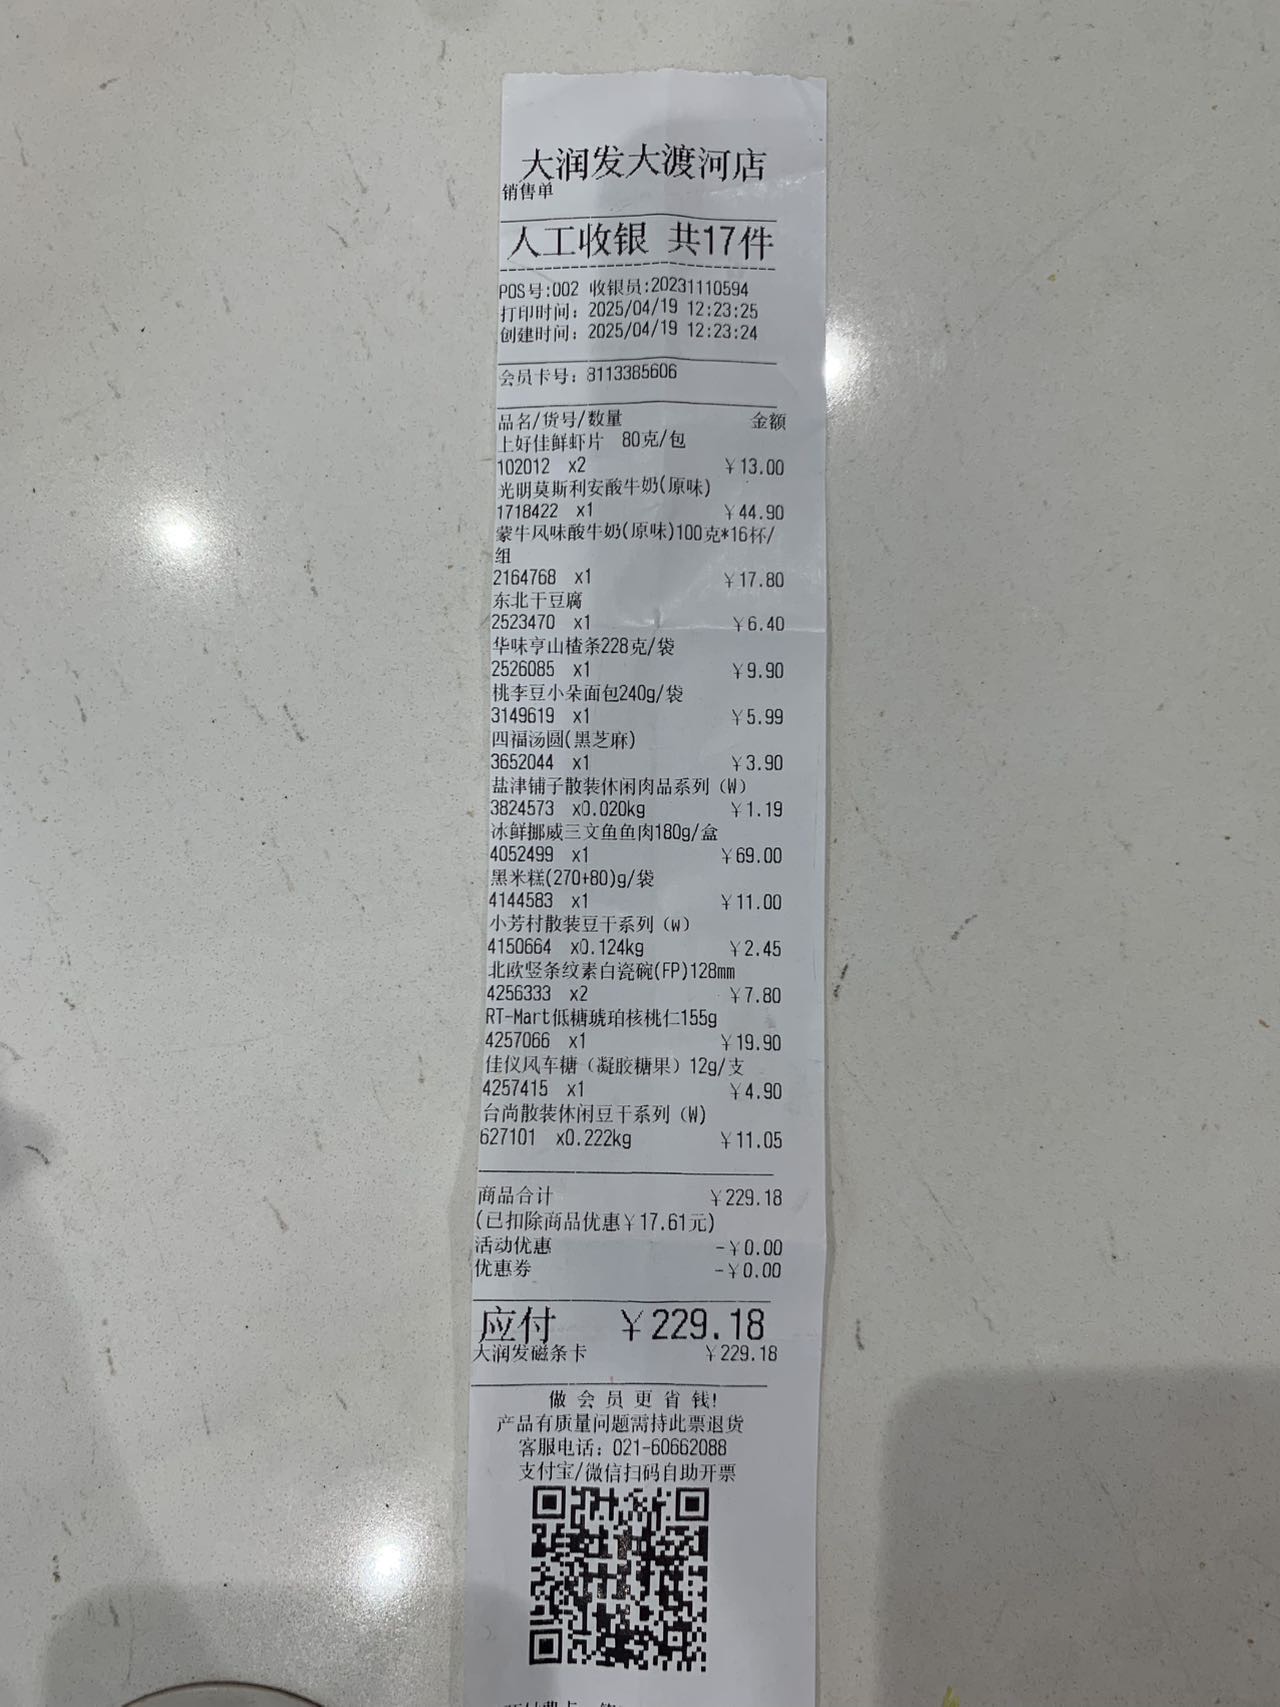 大润发大渡河店
销售单
人工收银 共17件
POS号:002 收银员:20231110594
打印时间: 2025/04/19 12:23:25
创建时间: 2025/04/19 12:23:24
会员卡号: 8113385606
品名/货号/数量 金额
上好佳鲜虾片 80克/包
102012 x2 ￥13.00
光明莫斯利安酸牛奶(原味)
1718422 x1 ￥44.90
蒙牛风味酸牛奶(原味)100克*16杯/
组
2164768 x1 ￥17.80
东北干豆腐
2523470 x1 ￥6.40
华味亨山楂条228克/袋
2526085 x1 ￥9.90
桃李豆小朵面包240g/袋
3149619 x1 ￥5.99
四福汤圆(黑芝麻)
3652044 x1 ￥3.90
盐津铺子散装休闲肉品系列（W）
3824573 x0.020kg ￥1.19
冰鲜挪威三文鱼鱼肉180g/盒
4052499 x1 ￥69.00
黑米糕(270+80)g/袋
4144583 x1 ￥11.00
小芳村散装豆干系列（W）
4150664 x0.124kg ￥2.45
北欧竖条纹素白瓷碗(FP)128mm
4256333 x2 ￥7.80
RT-Mart低糖琥珀核桃仁155g
4257066 x1 ￥19.90
佳仪风车糖（凝胶糖果）12g/支
4257415 x1 ￥4.90
台尚散装休闲豆干系列（W）
627101 x0.222kg ￥11.05
商品合计 ￥229.18
(已扣除商品优惠￥17.61元)
活动优惠 -￥0.00
优惠券 -￥0.00
应付 ￥229.18
大润发磁条卡 ￥229.18
做 会 员 更 省 钱!
产品有质量问题需持此票退货
客服电话: 021-60662088
支付宝/微信扫码自助开票